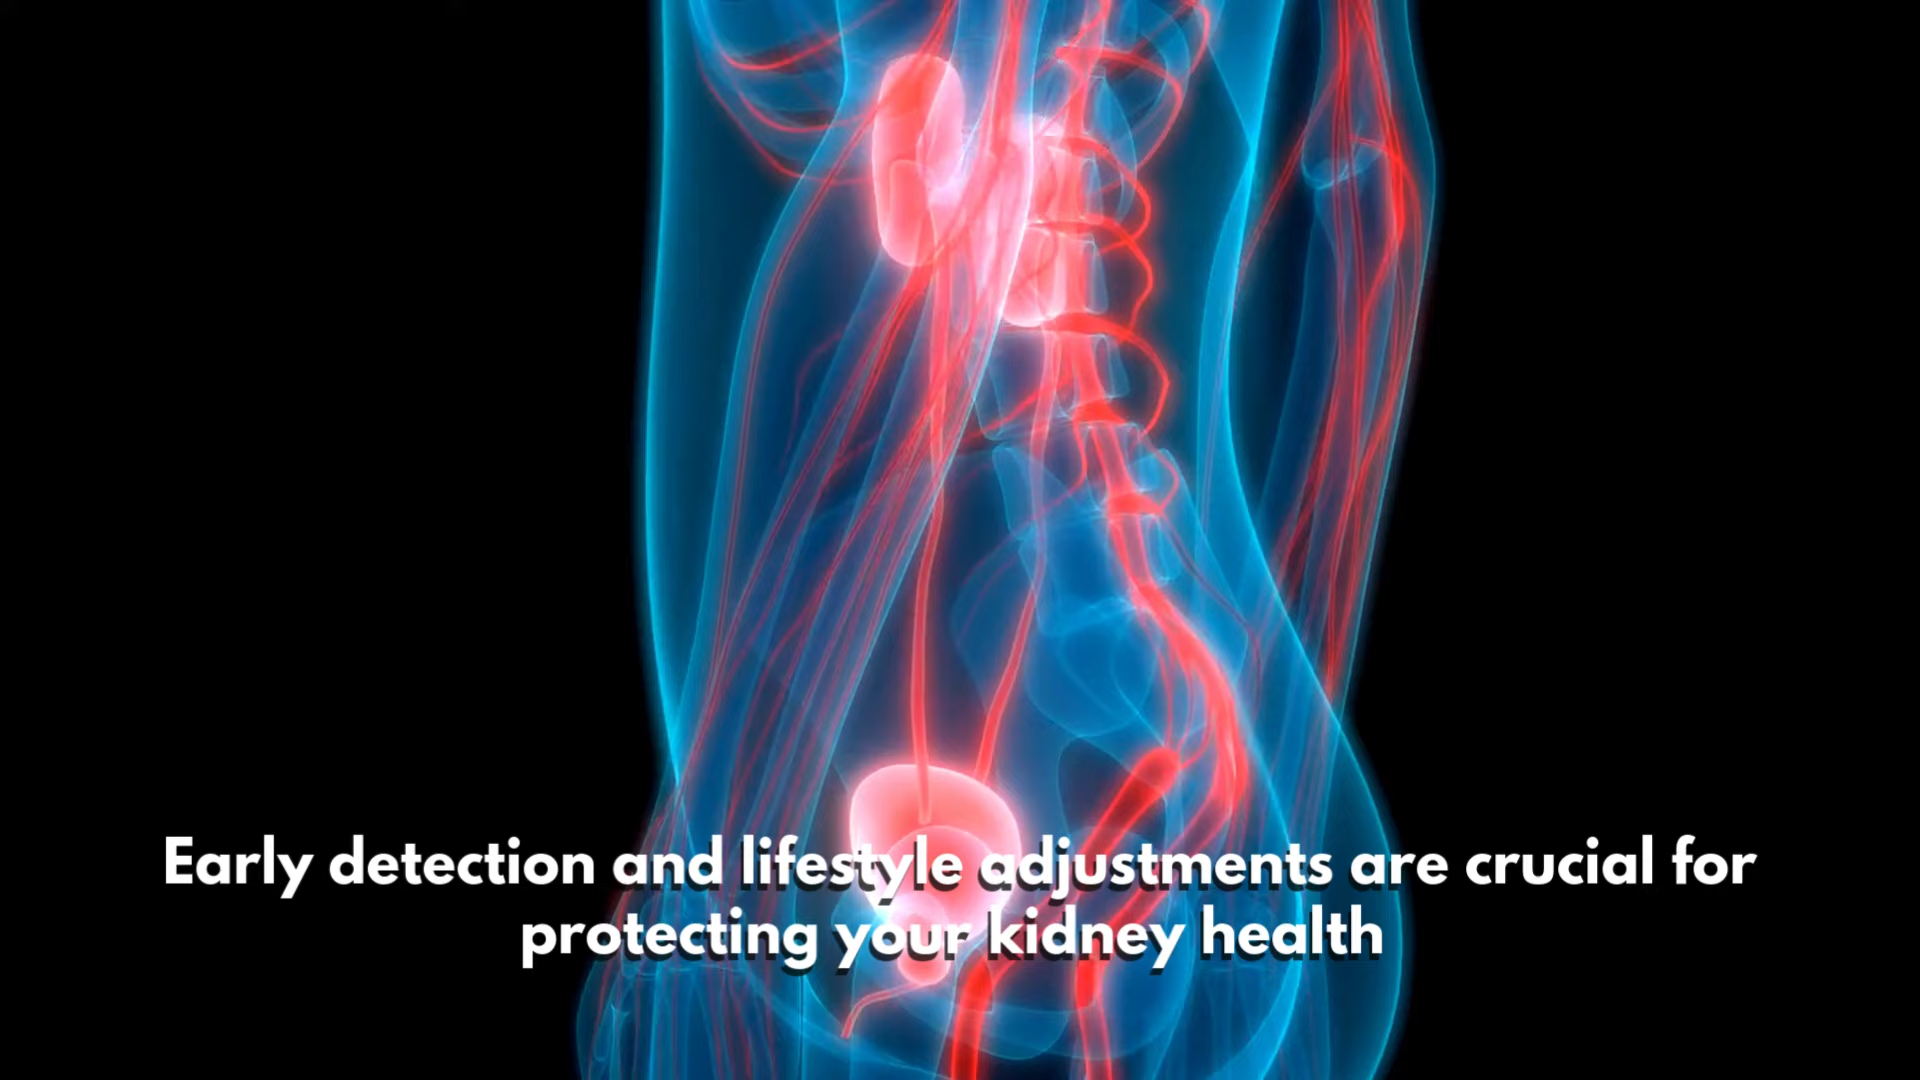 Early detection and lifestyle adjustments are crucial for
protecting your kidney health